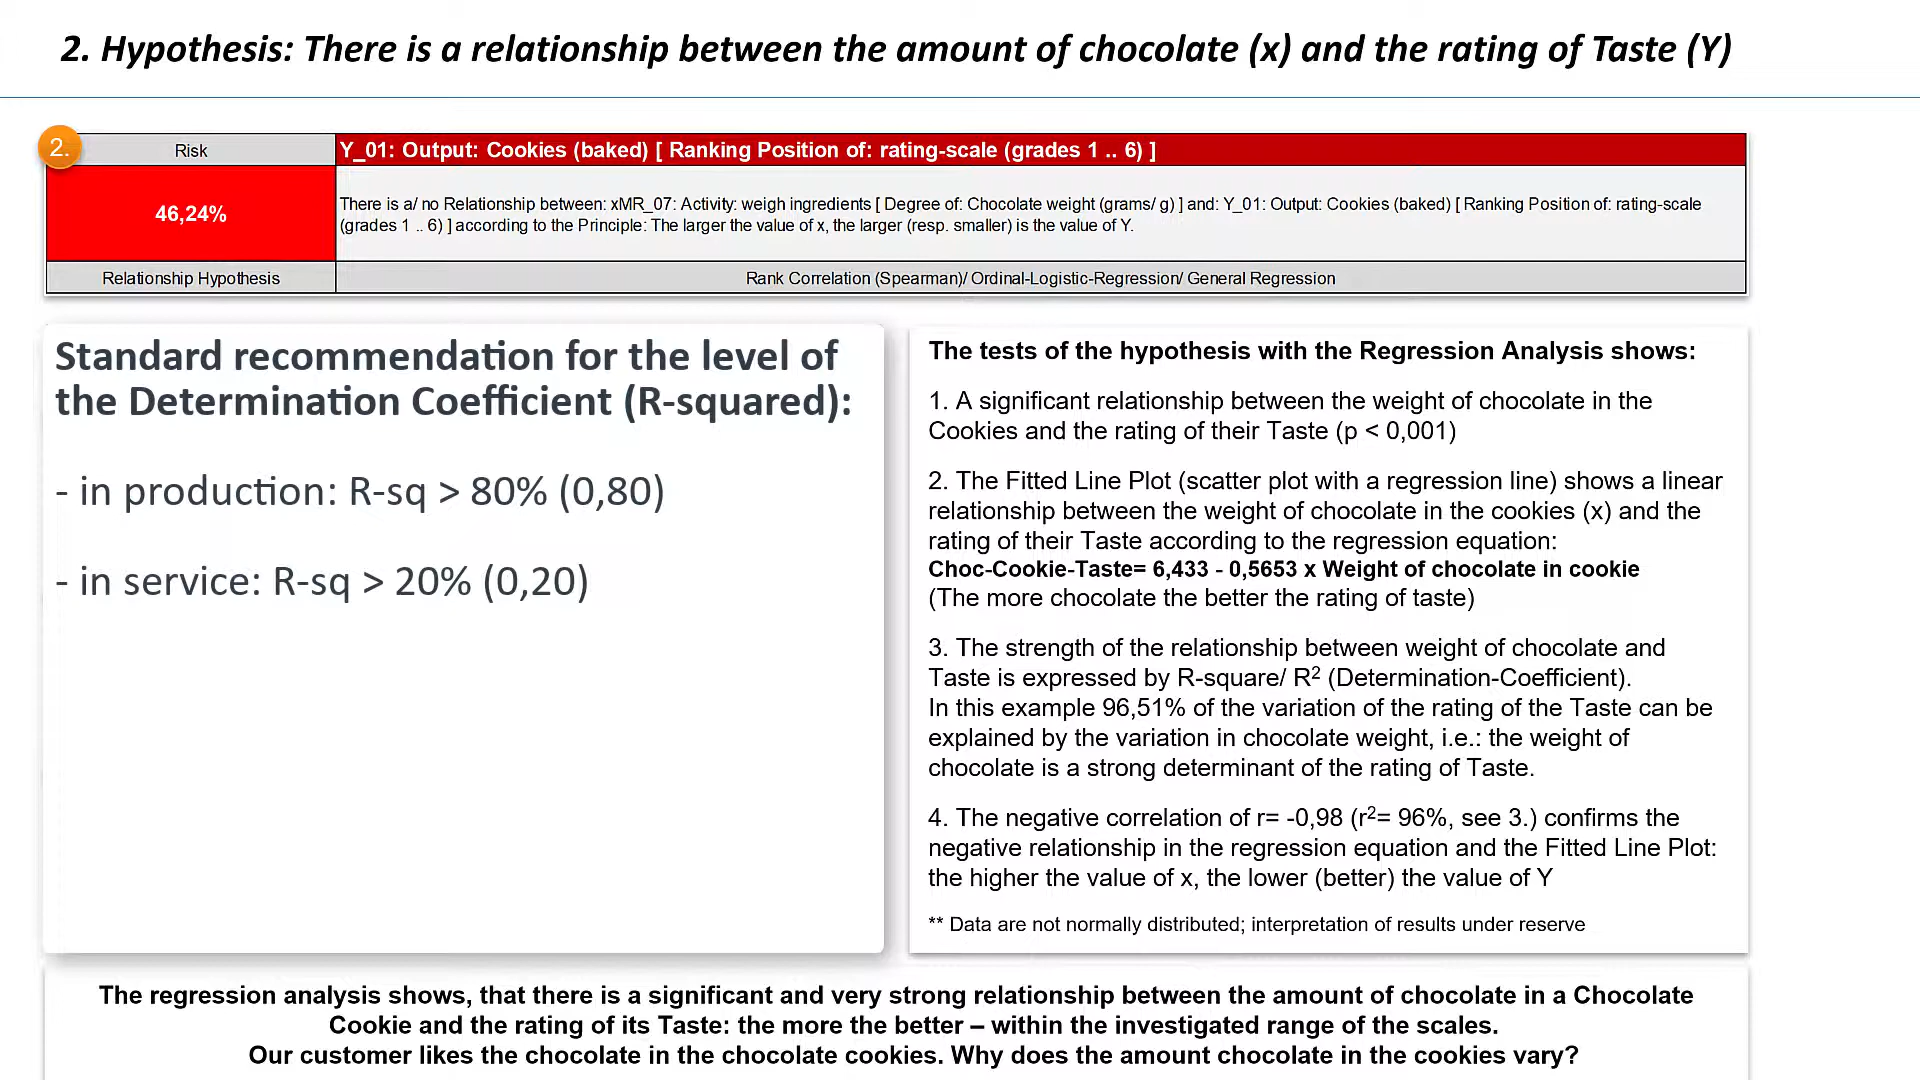 2. Hypothesis: There is a relationship between the amount of chocolate (x) and the rating of Taste (Y)
2.
Risk
Y_01: Output: Cookies (baked) [ Ranking Position of: rating-scale (grades 1 .. 6) ]
46,24%
There is a/ no Relationship between: xMR_07: Activity: weigh ingredients [ Degree of: Chocolate weight (grams/ g) ] and: Y_01: Output: Cookies (baked) [ Ranking Position of: rating-scale
(grades 1 .. 6) ] according to the Principle: The larger the value of x, the larger (resp. smaller) is the value of Y.
Relationship Hypothesis
Rank Correlation (Spearman)/ Ordinal-Logistic-Regression/ General Regression
Standard recommendation for the level of
the Determination Coefficient (R-squared):
- in production: R-sq > 80% (0,80)
- in service: R-sq > 20% (0,20)
The tests of the hypothesis with the Regression Analysis shows:
1. A significant relationship between the weight of chocolate in the
Cookies and the rating of their Taste (p < 0,001)
2. The Fitted Line Plot (scatter plot with a regression line) shows a linear
relationship between the weight of chocolate in the cookies (x) and the
rating of their Taste according to the regression equation:
Choc-Cookie-Taste= 6,433 - 0,5653 x Weight of chocolate in cookie
(The more chocolate the better the rating of taste)
3. The strength of the relationship between weight of chocolate and
Taste is expressed by R-square/ R² (Determination-Coefficient).
In this example 96,51% of the variation of the rating of the Taste can be
explained by the variation in chocolate weight, i.e.: the weight of
chocolate is a strong determinant of the rating of Taste.
4. The negative correlation of r= -0,98 (r²= 96%, see 3.) confirms the
negative relationship in the regression equation and the Fitted Line Plot:
the higher the value of x, the lower (better) the value of Y
** Data are not normally distributed; interpretation of results under reserve
The regression analysis shows, that there is a significant and very strong relationship between the amount of chocolate in a Chocolate
Cookie and the rating of its Taste: the more the better – within the investigated range of the scales.
Our customer likes the chocolate in the chocolate cookies. Why does the amount chocolate in the cookies vary?